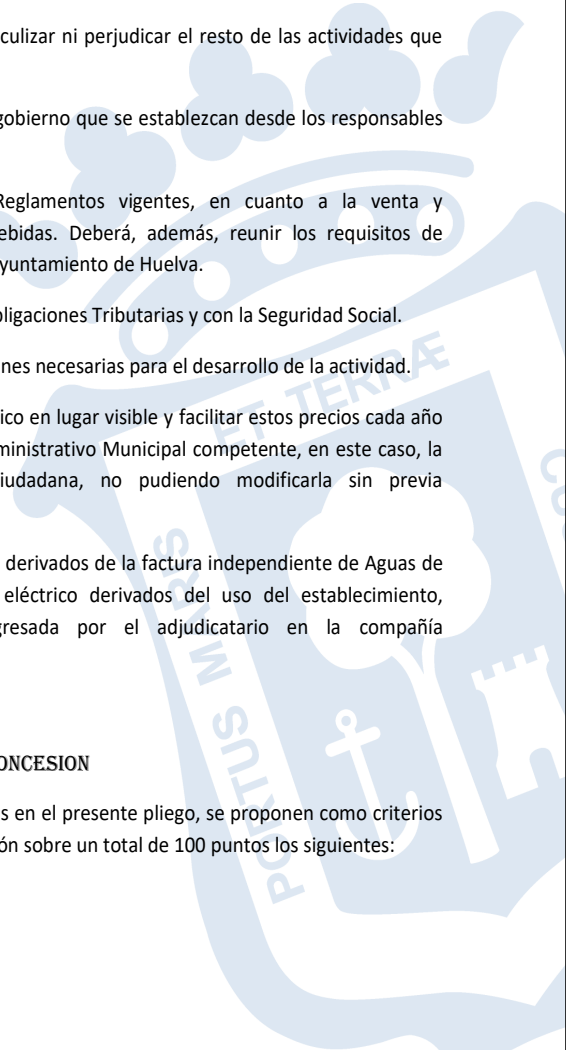 culizar ni perjudicar el resto de las actividades que
gobierno que se establezcan desde los responsables
Reglamentos vigentes, en cuanto a la venta y
ebidas. Deberá, además, reunir los requisitos de
yuntamiento de Huelva.
bligaciones Tributarias y con la Seguridad Social.
nes necesarias para el desarrollo de la actividad.
ico en lugar visible y facilitar estos precios cada año
ministrativo Municipal competente, en este caso, la
iudadana, no pudiendo modificarla sin previa
derivados de la factura independiente de Aguas de
eléctrico derivados del uso del establecimiento,
gresada por el adjudicatario en la compañía
ONCESION
s en el presente pliego, se proponen como criterios
ón sobre un total de 100 puntos los siguientes:
PORTUS MARIS
ET TERRÆ